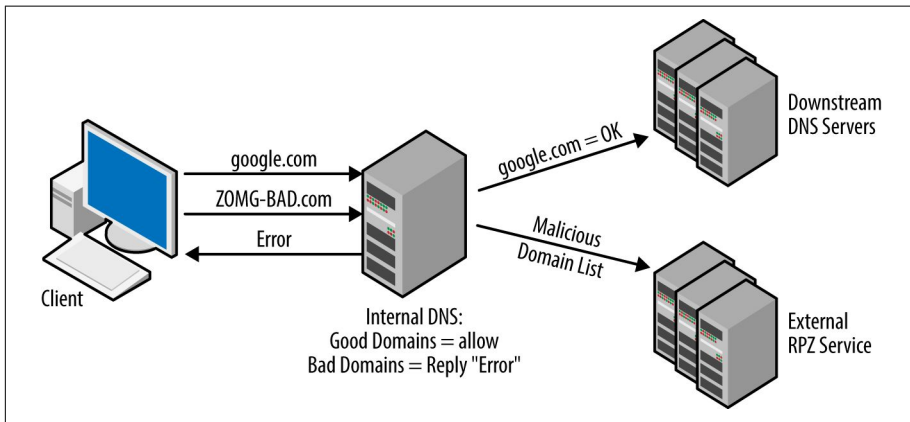 google.com
ZOMG-BAD.com
Error
Client
Internal DNS:
Good Domains = allow
Bad Domains = Reply "Error"
google.com = OK
Malicious
Domain List
Downstream
DNS Servers
External
RPZ Service